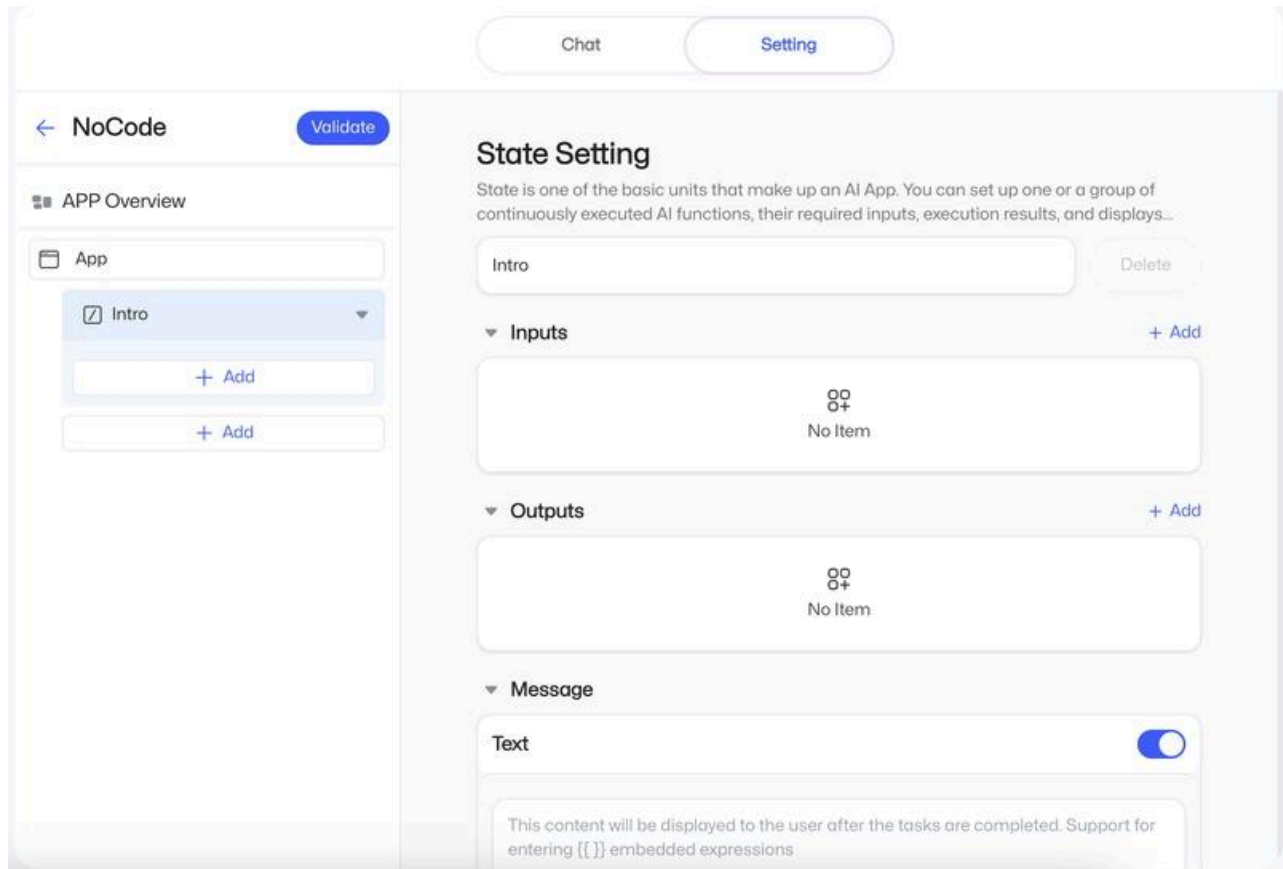 Chat
Setting
NoCode
Validate
APP Overview
App
Intro
+ Add
+ Add
State Setting
State is one of the basic units that make up an AI App. You can set up one or a group of
continuously executed AI functions, their required inputs, execution results, and displays...
Intro
Delete
Inputs
+ Add
No Item
Outputs
+ Add
No Item
Message
Text
This content will be displayed to the user after the tasks are completed. Support for
entering {{ }} embedded expressions